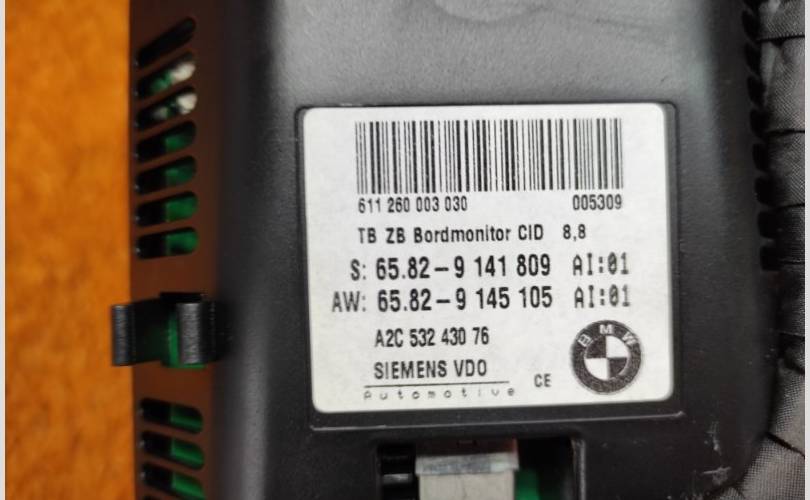 611 260 003 030 005309
TB ZB Bordmonitor CID 8,8
S: 65.82-9 141 809 AI:01
AW: 65.82-9 145 105 AI:01
A2C 532 430 76
SIEMENS VDO
Automotive
CE
BMW